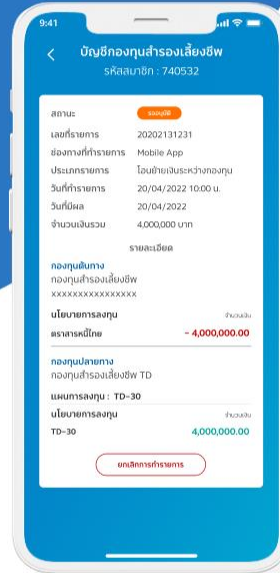 9:41
บัญชีกองทุนสำรองเลี้ยงชีพ
รหัสสมาชิก : 740532
สถานะ รออนุมัติ
เลขที่รายการ 20202131231
ช่องทางที่ทำรายการ Mobile App
ประเภทรายการ โอนย้ายเงินระหว่างกองทุน
วันที่ทำรายการ 20/04/2022 10:00 น.
วันที่มีผล 20/04/2022
จำนวนเงินรวม 4,000,000 บาท
รายละเอียด
กองทุนต้นทาง
กองทุนสำรองเลี้ยงชีพ
xxxxxxxxxxxxxxxx
นโยบายการลงทุน จำนวนเงิน
ตราสารหนี้ไทย - 4,000,000.00
กองทุนปลายทาง
กองทุนสำรองเลี้ยงชีพ TD
แผนการลงทุน : TD-30
นโยบายการลงทุน จำนวนเงิน
TD-30 4,000,000.00
ยกเลิกการทำรายการ